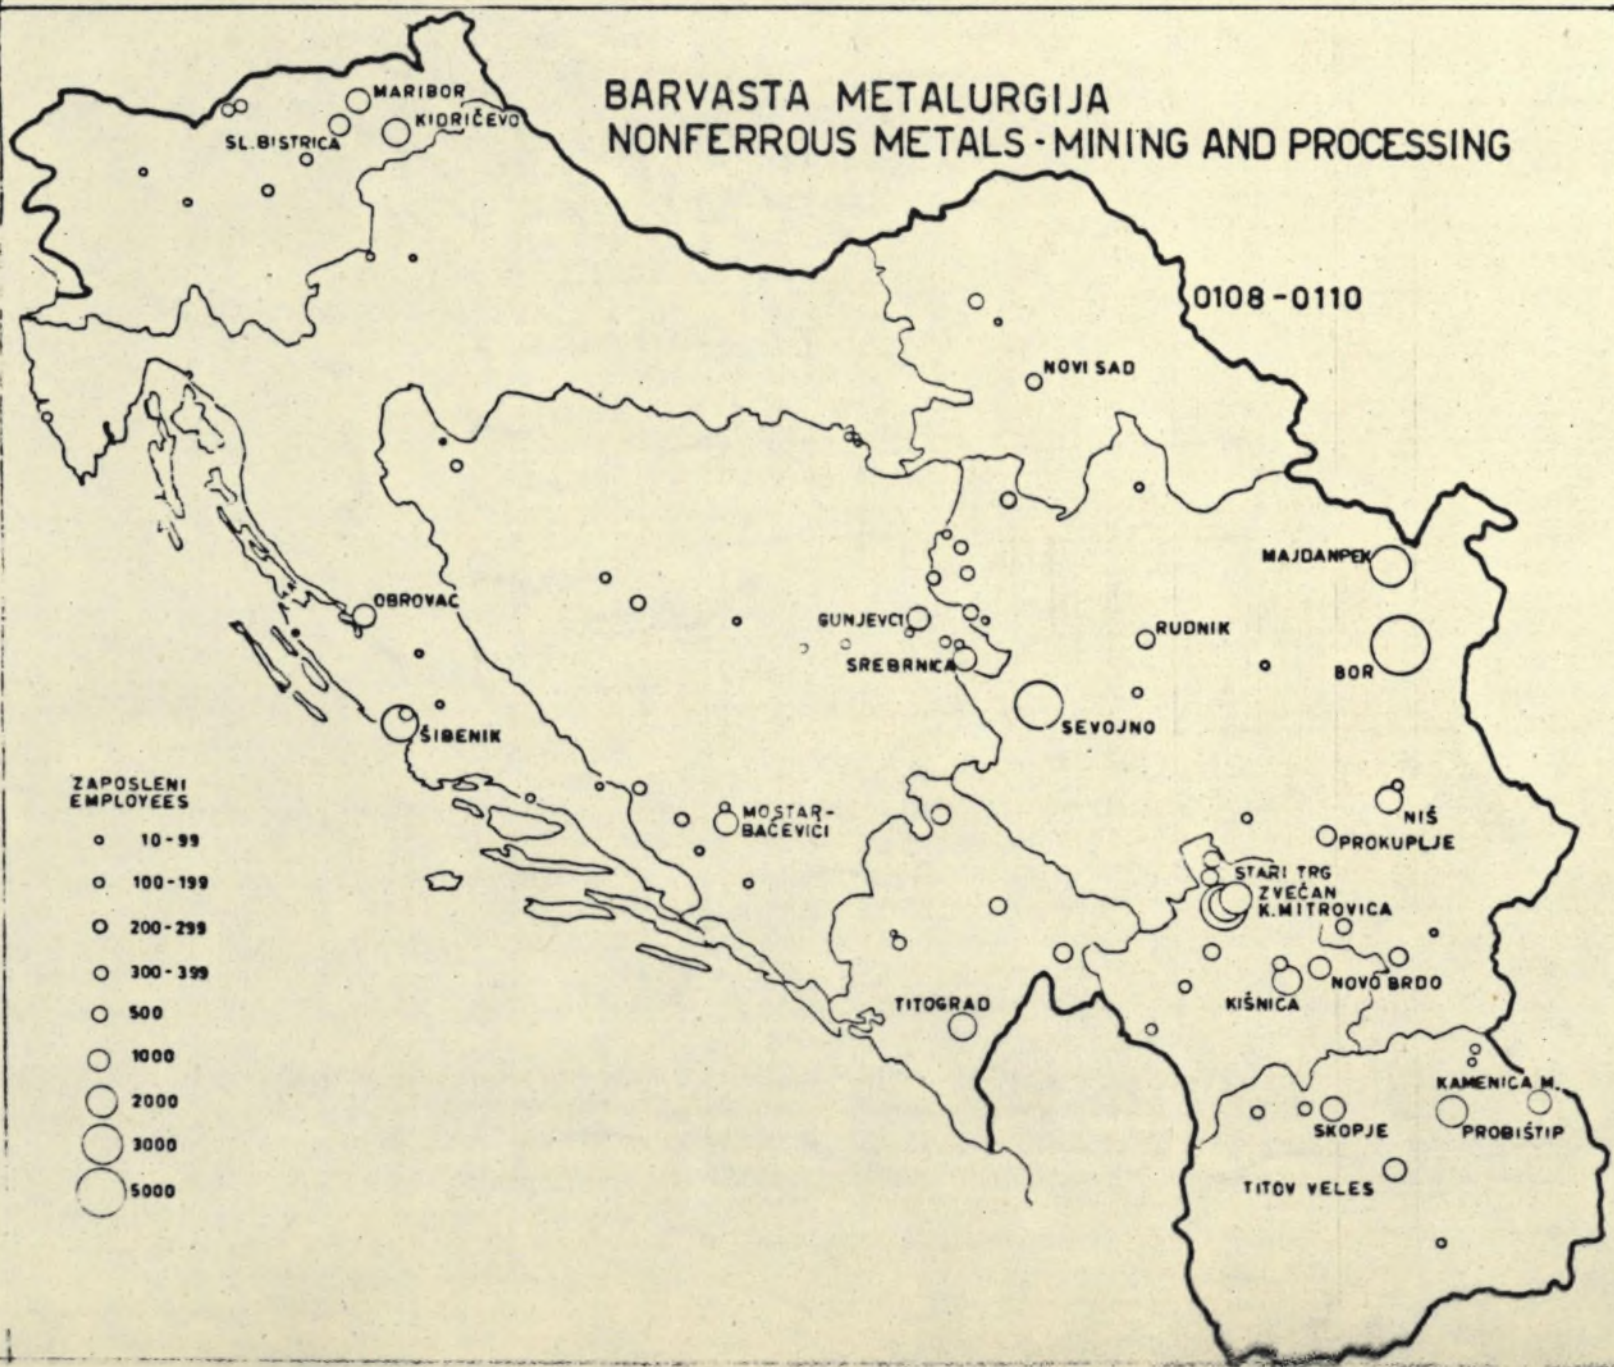 BARVASTA METALURGIJA
NONFERROUS METALS - MINING AND PROCESSING
0108-0110
MARIBOR
KIDRIČEVO
SL. BISTRICA
NOVI SAD
MAJDANPEK
OBROVAC
GUNJEVCI
RUDNIK
SREBRNICA
BOR
SEVOJNO
ŠIBENIK
ZAPOSLENI
EMPLOYEES
10-99
100-199
200-299
300-399
500
1000
2000
3000
5000
MOSTAR-
BAČEVICI
NIŠ
PROKUPLJE
STARI TRG
ZVEČAN
K. MITROVICA
NOVO BRDO
KIŠNICA
TITOGRAD
KAMENICA M.
SKOPJE
PROBIŠTIP
TITOV VELES